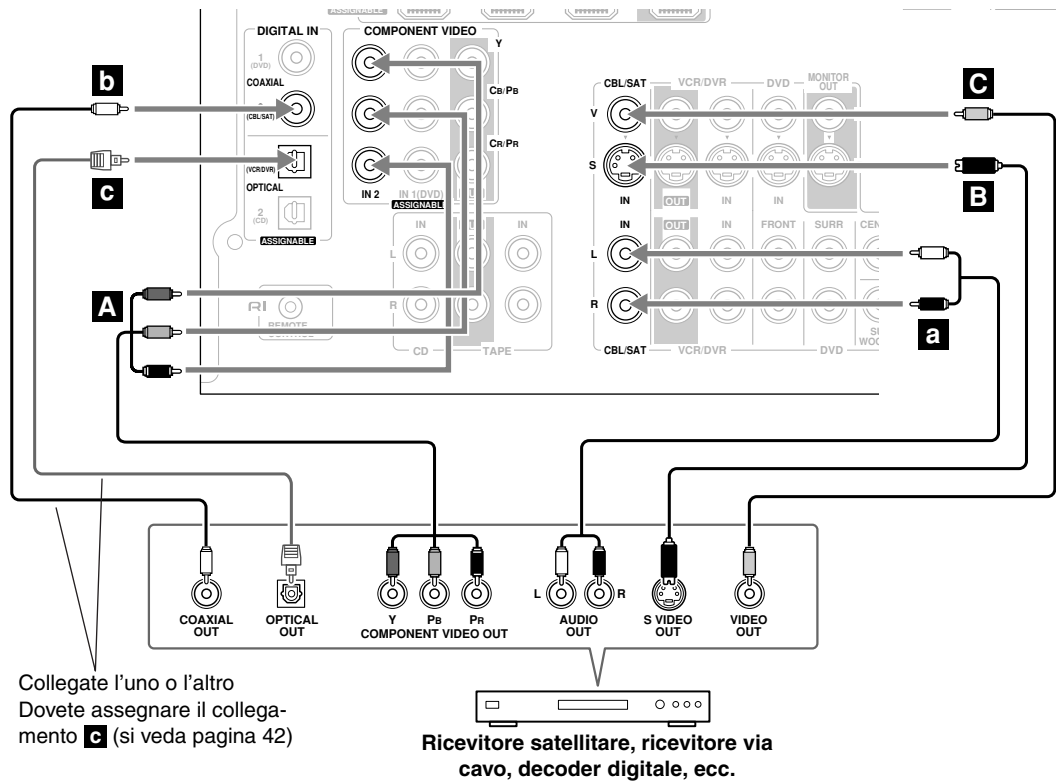 ASSIGNABLE
DIGITAL IN
1
(DVD)
COAXIAL
(CBL/SAT)
(VCR/DVR)
OPTICAL
2
(CD)
ASSIGNABLE
COMPONENT VIDEO
Y
CB/PB
CR/PR
IN 2
IN 1(DVD)
ASSIGNABLE
IN
IN
L
R
CD
TAPE
RI
REMOTE
CBL/SAT
VCR/DVR
DVD
MONITOR
OUT
V
S
IN
OUT
IN
IN
L
OUT
IN
FRONT
SURR
CEN
R
CBL/SAT
VCR/DVR
DVD
WOO
b
c
A
C
B
a
COAXIAL
OUT
OPTICAL
OUT
Y PB PR
COMPONENT VIDEO OUT
L R
AUDIO
OUT
S VIDEO
OUT
VIDEO
OUT
Collegate l'uno o l'altro
Dovete assegnare il collega-
mento c (si veda pagina 42)
Ricevitore satellitare, ricevitore via
cavo, decoder digitale, ecc.